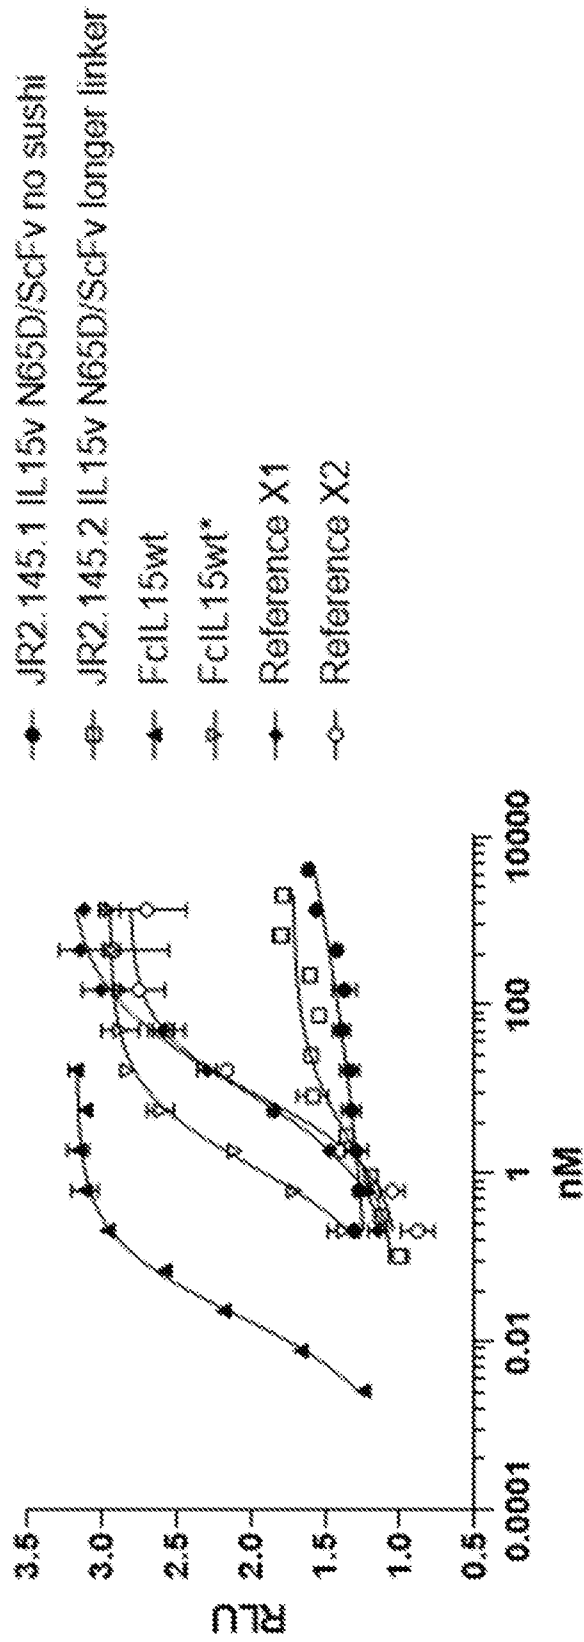 RLU
3.0
2.5
2.0
1.5
1.0
0.5
0.0001
0.01
1
100
10000
nM
JR2.145.1 IL15v N65D/ScFv no sushi
JR2.145.2 IL15v N65D/ScFv longer linker
FcIL15wt
FcIL15wt*
Reference X1
Reference X2